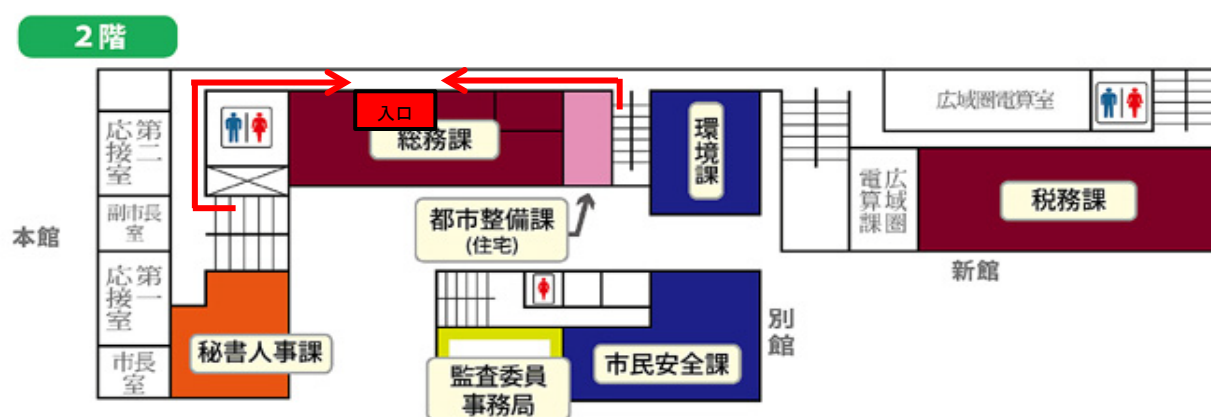 2階
入口
総務課
環境課
広域圏電算室
応接室
第二
副市長
室
都市整備課
(住宅)
電算課
広域圏
税務課
本館
新館
応接室
第一
秘書人事課
市長
室
別館
市民安全課
監査委員
事務局